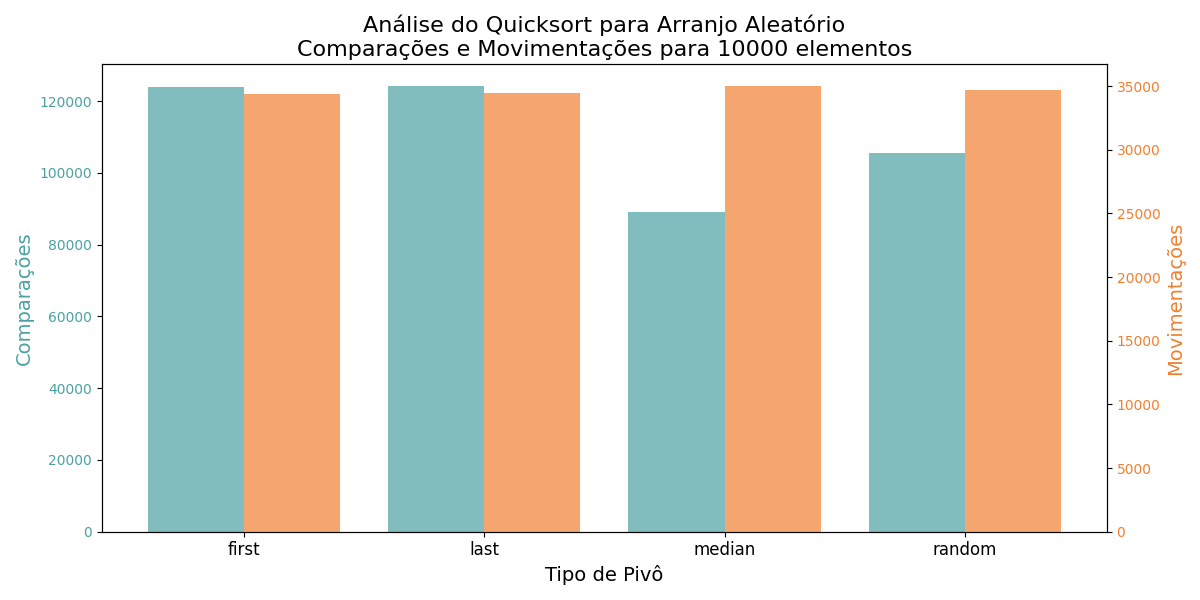 Análise do Quicksort para Arranjo Aleatório
Comparações e Movimentações para 10000 elementos
Comparações
120000
100000
80000
60000
40000
20000
0
35000
30000
25000
20000
15000
10000
5000
0
Movimentações
first
last
median
random
Tipo de Pivô